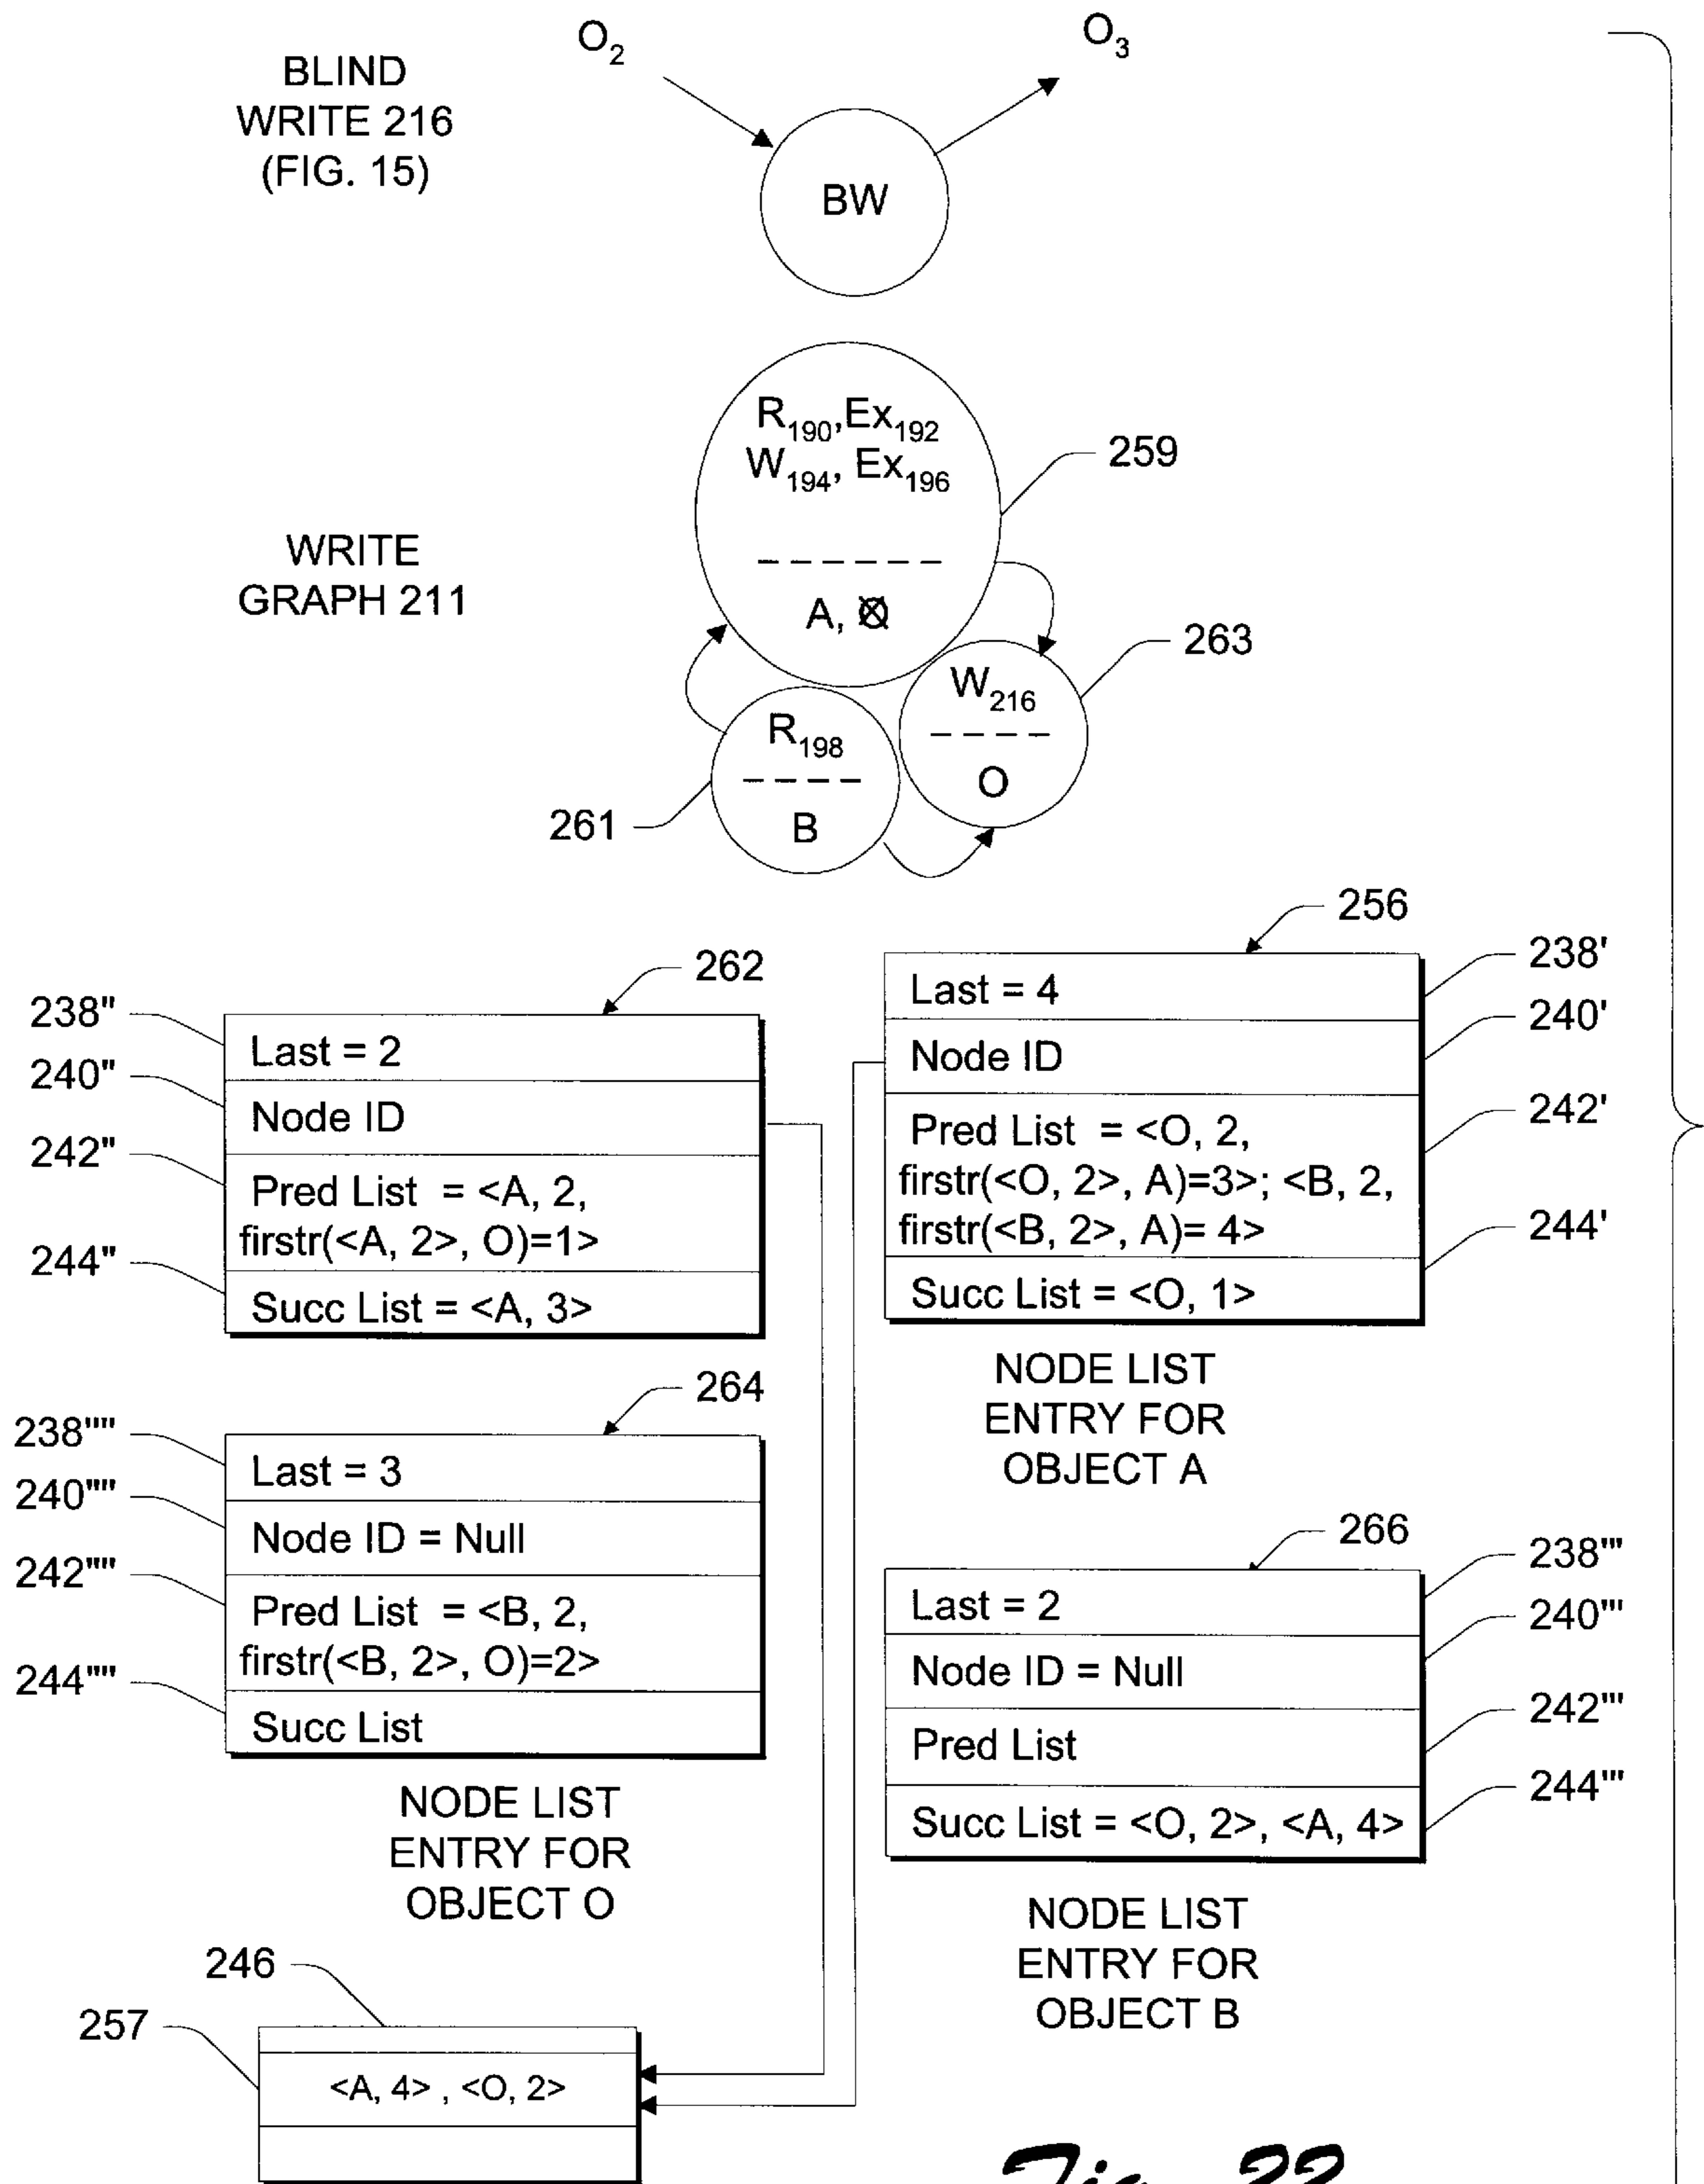 O2
O3
BLIND
WRITE 216
(FIG. 15)
BW
R190,Ex192
W194, Ex196
259
WRITE
GRAPH 211
A, O
263
W216
R198
O
261
B
256
262
238'
Last = 4
238"
240'
Last = 2
Node ID
240"
Node ID
242'
Pred List = <O, 2,
242"
firstr(<O, 2>, A)=3>; <B, 2,
Pred List = <A, 2,
firstr(<B, 2>, A)= 4>
244'
firstr(<A, 2>, O)=1>
244"
Succ List = <O, 1>
Succ List = <A, 3>
NODE LIST
ENTRY FOR
OBJECT A
264
238""
Last = 3
240""
Node ID = Null
266
238'''
242""
Last = 2
Pred List = <B, 2,
240'''
firstr(<B, 2>, O)=2>
Node ID = Null
244""
242'''
Succ List
Pred List
244'''
Succ List = <O, 2>, <A, 4>
NODE LIST
ENTRY FOR
OBJECT O
NODE LIST
ENTRY FOR
OBJECT B
246
257
<A, 4> , <O, 2>
Fig. 22